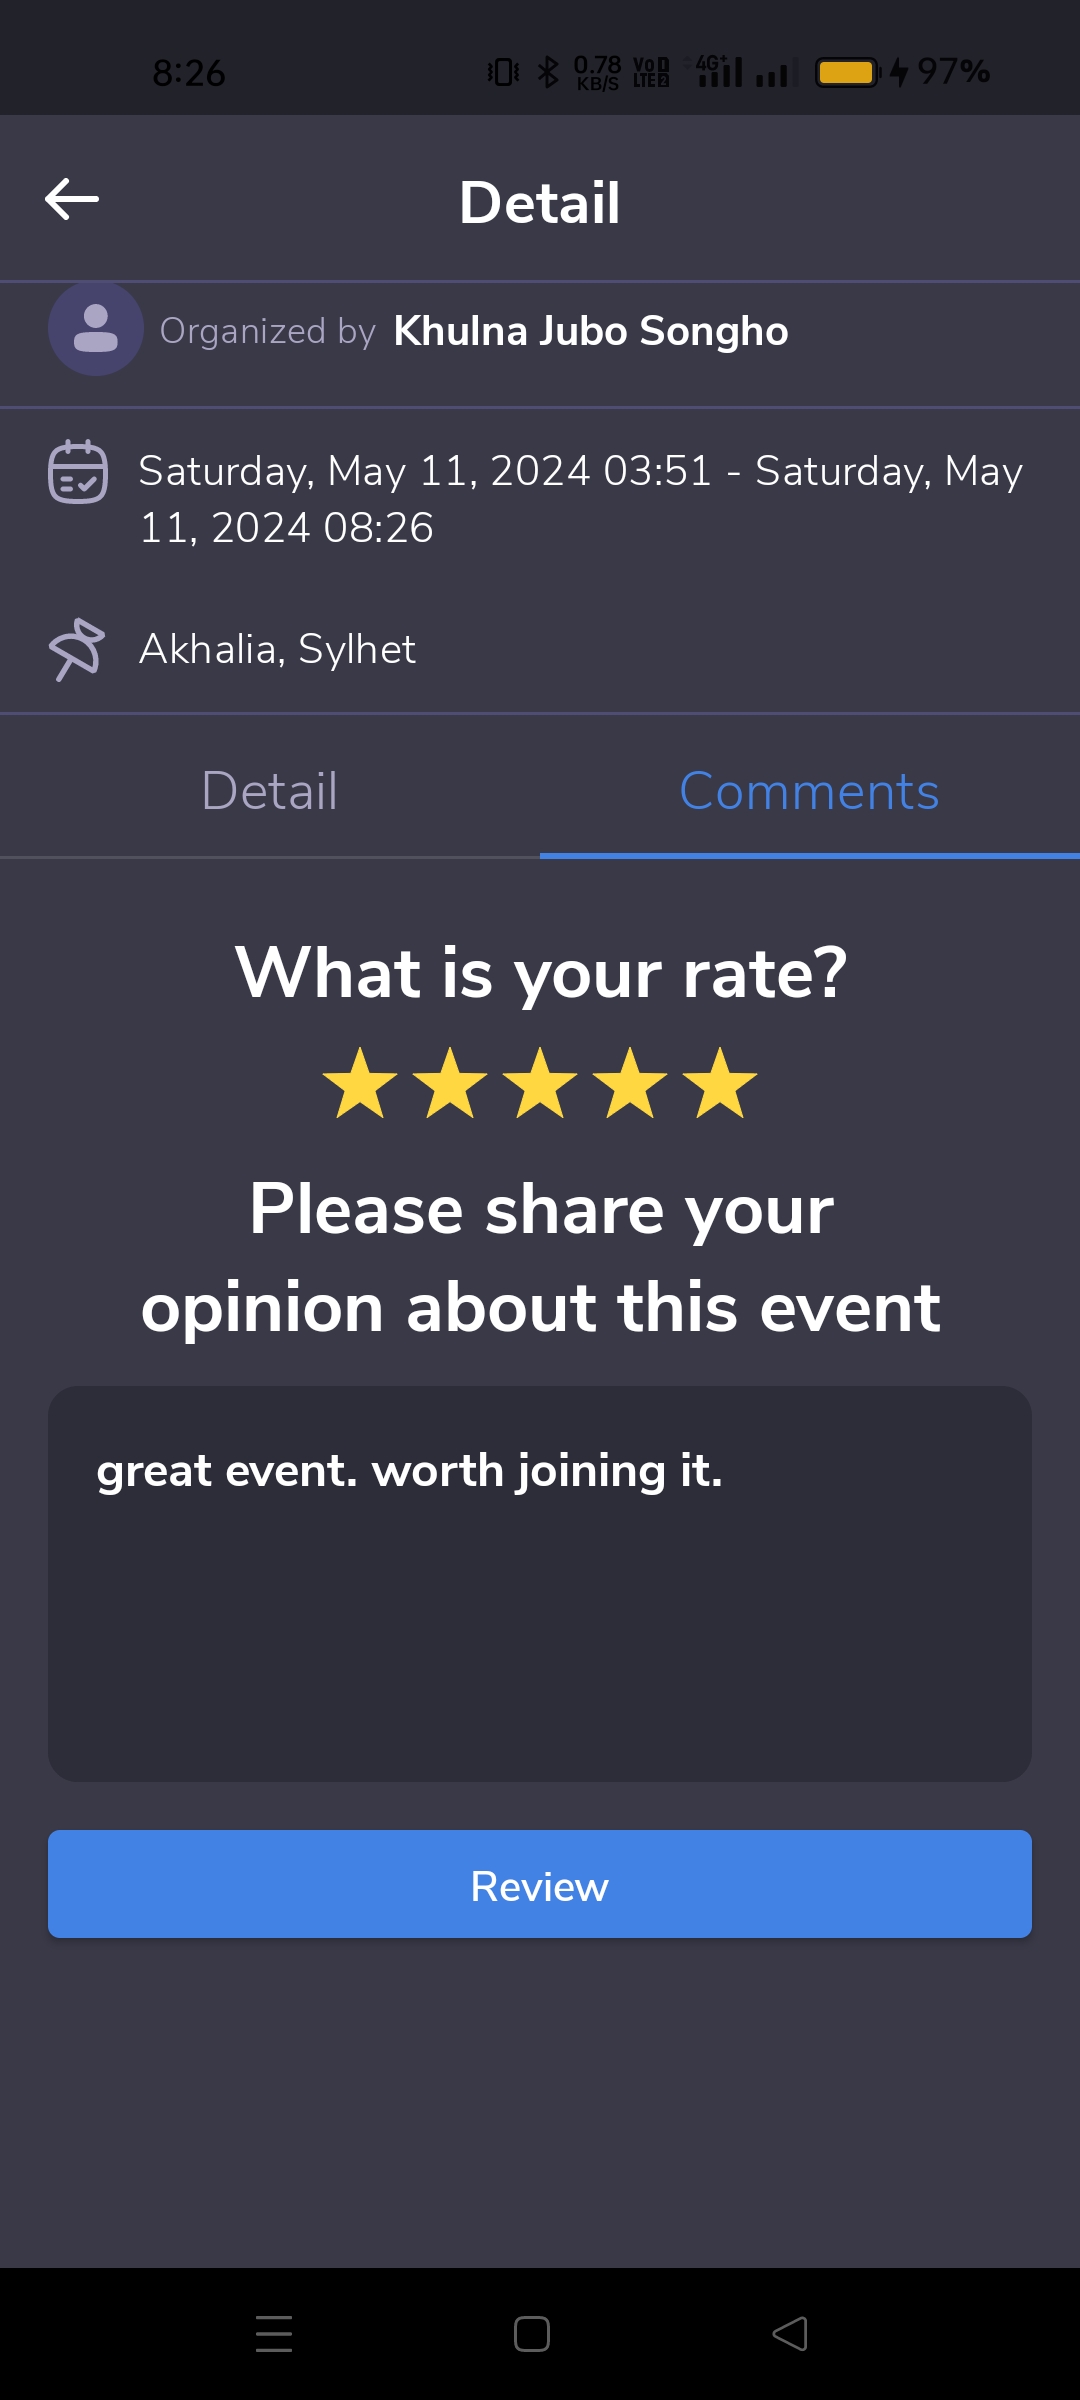 8:26 0.78 KB/S VoLTE 2 4G+ 97%
Detail
Organized by Khulna Jubo Songho
Saturday, May 11, 2024 03:51 - Saturday, May
11, 2024 08:26
Akhalia, Sylhet
Detail Comments
What is your rate?
Please share your
opinion about this event
great event. worth joining it.
Review